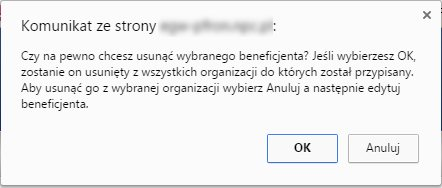 Komunikat ze strony
Czy na pewno chcesz usunąć wybranego beneficjenta? Jeśli wybierzesz OK,
zostanie on usunięty z wszystkich organizacji do których został przypisany.
Aby usunąć go z wybranej organizacji wybierz Anuluj a następnie edytuj
beneficjenta.
OK Anuluj